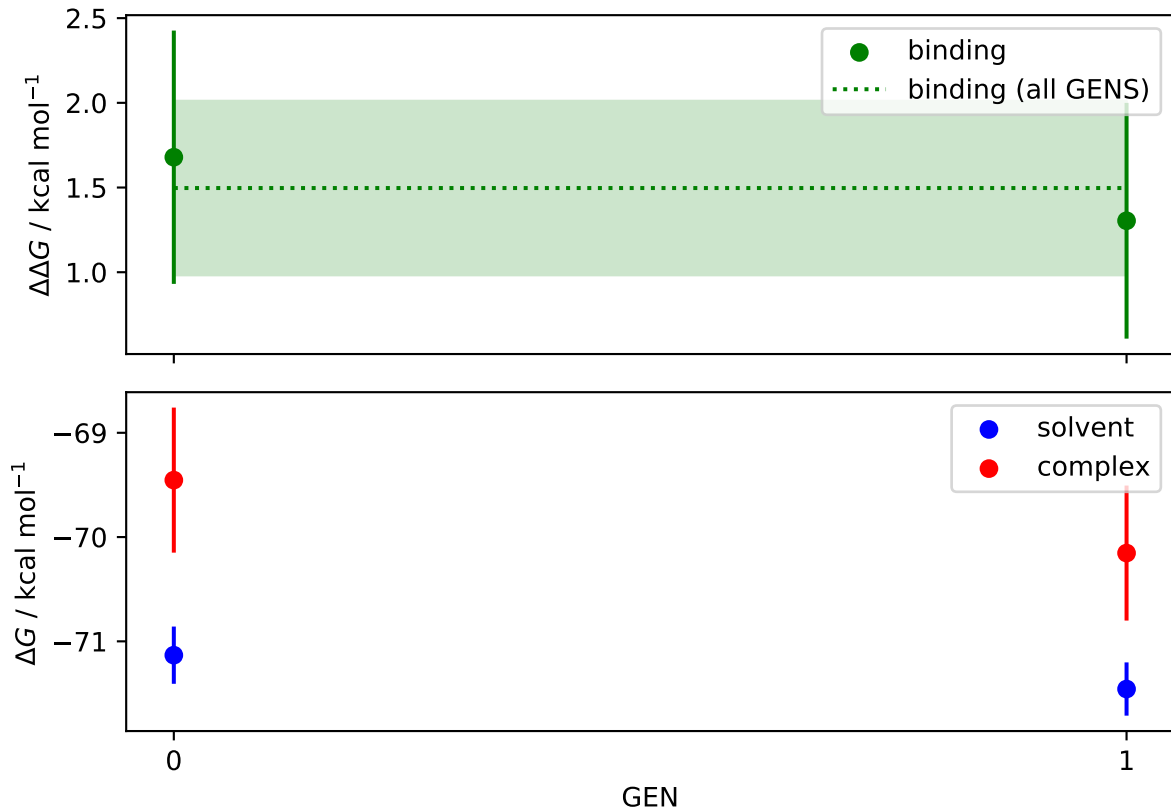 2.5
2.0
1.5
1.0
ΔΔG / kcal mol⁻¹
binding
binding (all GENS)
−69
−70
−71
ΔG / kcal mol⁻¹
solvent
complex
0
1
GEN